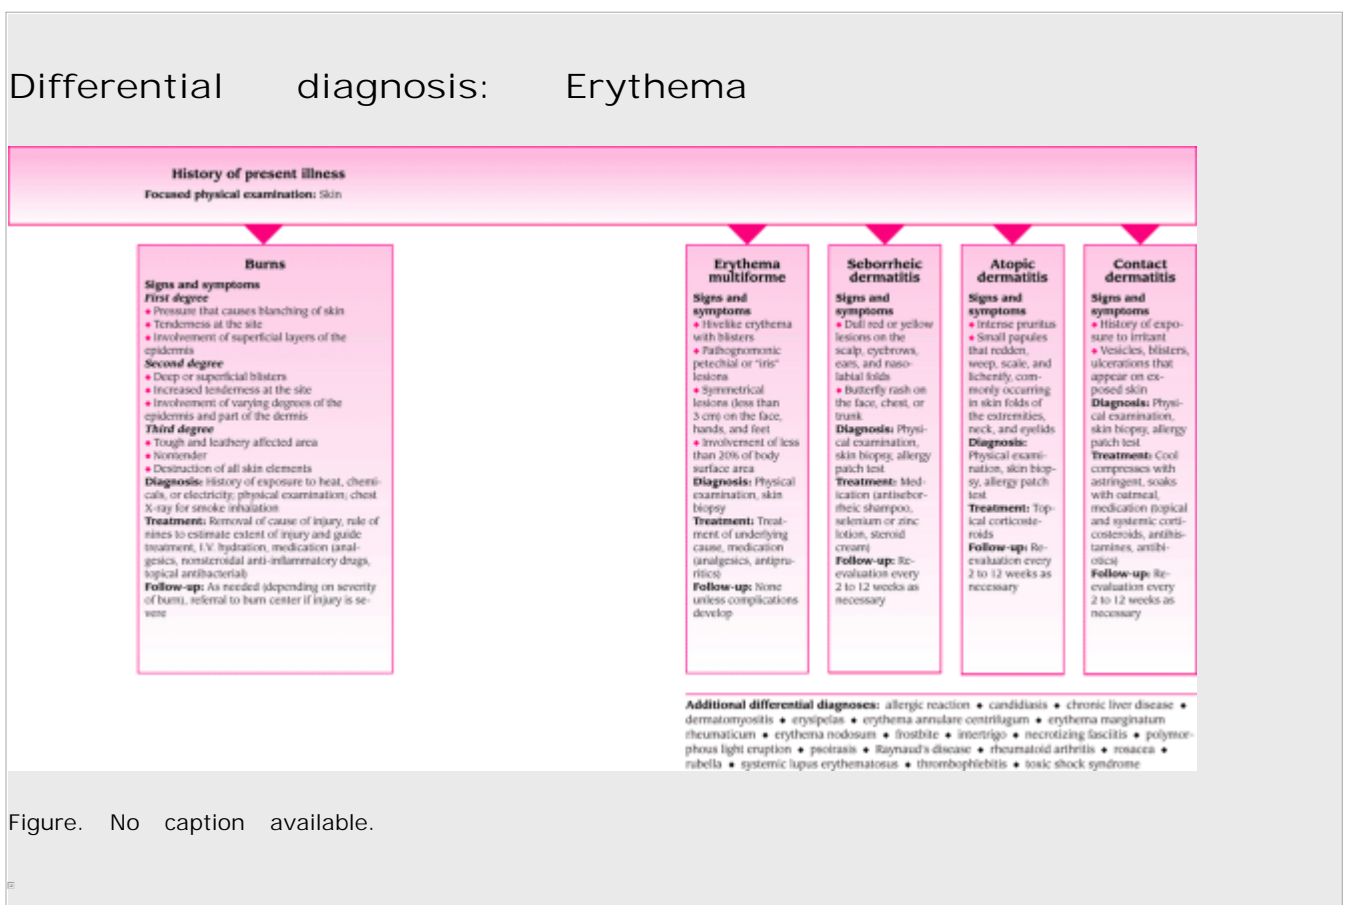 Differential diagnosis: Erythema
History of present illness
Focused physical examination: Skin
Burns
Signs and symptoms
First degree
• Pressure that causes blanching of skin
• Tenderness at the site
• Involvement of superficial layers of the
epidermis
Second degree
• Deep or superficial blisters
• Increased tenderness at the site
• Involvement of varying degrees of the
epidermis and part of the dermis
Third degree
• Tough and leathery affected area
• Nontender
• Destruction of all skin elements
Diagnosis: History of exposure to heat, chemi-
cals, or electricity; physical examination; chest
X-ray for smoke inhalation
Treatment: Removal of cause of injury, rule of
nines to estimate extent of injury and guide
treatment, I.V. hydration, medication (anal-
gesics, nonsteroidal anti-inflammatory drugs,
topical antibacterial)
Follow-up: As needed (depending on severity
of burn), referral to burn center if injury is se-
vere
Erythema
multiforme
Signs and
symptoms
• Hivelike erythema
with blisters
• Pathognomonic
petechial or "iris"
lesions
• Symmetrical
lesions (less than
3 cm) on the face,
hands, and feet
• Involvement of less
than 20% of body
surface area
Diagnosis: Physical
examination, skin
biopsy
Treatment: Treat-
ment of underlying
cause, medication
(analgesics, antipru-
ritics)
Follow-up: None
unless complications
develop
Seborrheic
dermatitis
Signs and
symptoms
• Dull red or yellow
lesions on the
scalp, eyebrows,
ears, and naso-
labial folds
• Butterfly rash on
the face, chest, or
trunk
Diagnosis: Physi-
cal examination,
skin biopsy, allergy
patch test
Treatment: Med-
ication (antisebor-
rheic shampoo,
selenium or zinc
lotion, steroid
cream)
Follow-up: Re-
evaluation every
2 to 12 weeks as
necessary
Atopic
dermatitis
Signs and
symptoms
• Intense pruritus
• Small papules
that redden,
weep, scale, and
lichenify, com-
monly occurring
in skin folds of
the extremities,
neck, and eyelids
Diagnosis:
Physical exami-
nation, skin biop-
sy, allergy patch
test
Treatment: Top-
ical corticoste-
roids
Follow-up: Re-
evaluation every
2 to 12 weeks as
necessary
Contact
dermatitis
Signs and
symptoms
• History of expo-
sure to irritant
• Vesicles, blisters,
ulcerations that
appear on ex-
posed skin
Diagnosis: Physi-
cal examination,
skin biopsy, allergy
patch test
Treatment: Cool
compresses with
astringent, soaks
with oatmeal,
medication (topical
and systemic corti-
costeroids, antihis-
tamines, antibi-
otics)
Follow-up: Re-
evaluation every
2 to 12 weeks as
necessary
Additional differential diagnoses: allergic reaction • candidiasis • chronic liver disease •
dermatomyositis • erysipelas • erythema annulare centrifugum • erythema marginatum
rheumaticum • erythema nodosum • frostbite • intertrigo • necrotizing fasciitis • polymor-
phous light eruption • psoirasis • Raynaud's disease • rheumatoid arthritis • rosacea •
rubella • systemic lupus erythematosus • thrombophlebitis • toxic shock syndrome
Figure. No caption available.